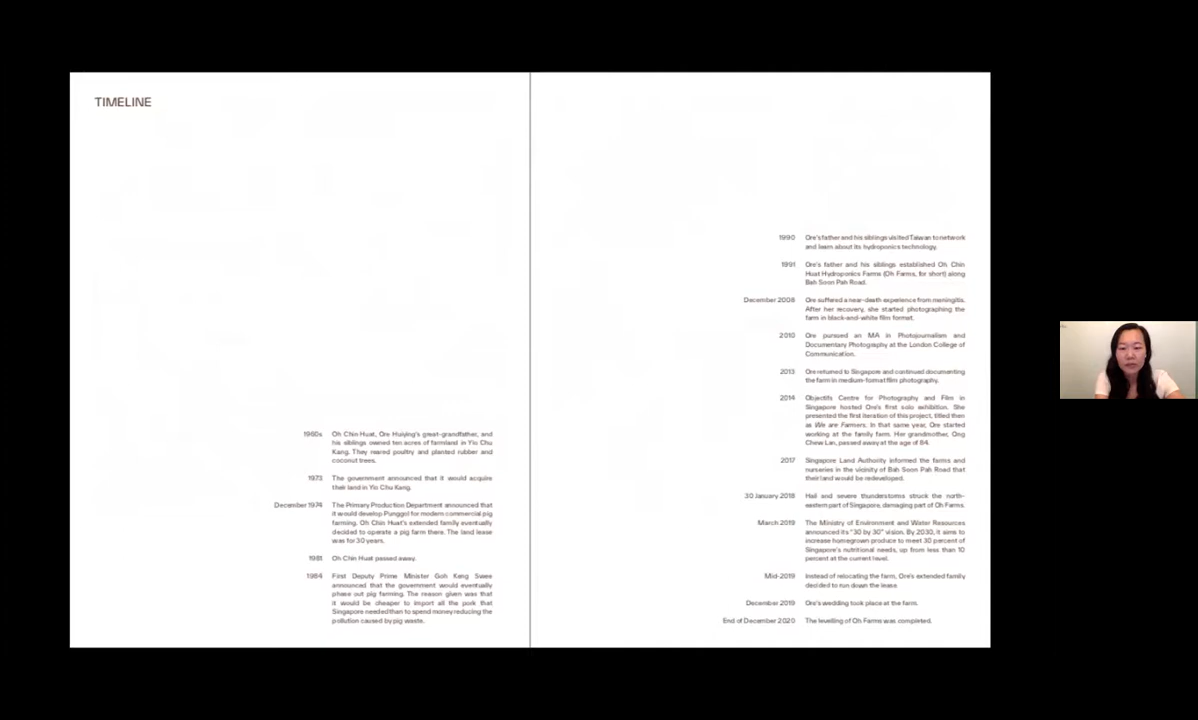 TIMELINE
1960s Oh Chin Huat, Ore Huiying's great-grandfather, and
his siblings owned ten acres of farmland in Yio Chu
Kang. They reared poultry and planted rubber and
coconut trees.
1973 The government announced that it would acquire
their land in Yio Chu Kang.
December 1974 The Primary Production Department announced that
it would develop Punggol for modern commercial pig
farming. Oh Chin Huat's extended family eventually
decided to operate a pig farm there. The land lease
was for 30 years.
1981 Oh Chin Huat passed away.
1984 First Deputy Prime Minister Goh Keng Swee
announced that the government would eventually
phase out pig farming. The reason given was that
it would be cheaper to import all the pork that
Singapore needed than to spend money reducing the
pollution caused by pig waste.
1990 Ore's father and his siblings visited Taiwan to network
and learn about its hydroponics technology.
1991 Ore's father and his siblings established Oh Chin
Huat Hydroponics Farms (Oh Farms, for short) along
Bah Soon Pah Road.
December 2008 Ore suffered a near-death experience from meningitis.
After her recovery, she started photographing the
farm in black-and-white film format.
2010 Ore pursued an MA in Photojournalism and
Documentary Photography at the London College of
Communication.
2013 Ore returned to Singapore and continued documenting
the farm in medium-format film photography.
2014 Objectifs Centre for Photography and Film in
Singapore hosted Ore's first solo exhibition. She
presented the first iteration of this project, titled then
as We are Farmers. In that same year, Ore started
working at the family farm. Her grandmother, Ong
Chew Lan, passed away at the age of 84.
2017 Singapore Land Authority informed the farms and
nurseries in the vicinity of Bah Soon Pah Road that
their land would be redeveloped.
30 January 2018 Hail and severe thunderstorms struck the north-
eastern part of Singapore, damaging part of Oh Farms.
March 2019 The Ministry of Environment and Water Resources
announced its "30 by 30" vision. By 2030, it aims to
increase homegrown produce to meet 30 percent of
Singapore's nutritional needs, up from less than 10
percent at the current level.
Mid-2019 Instead of relocating the farm, Ore's extended family
decided to run down the lease
December 2019 Ore's wedding took place at the farm.
End of December 2020 The levelling of Oh Farms was completed.